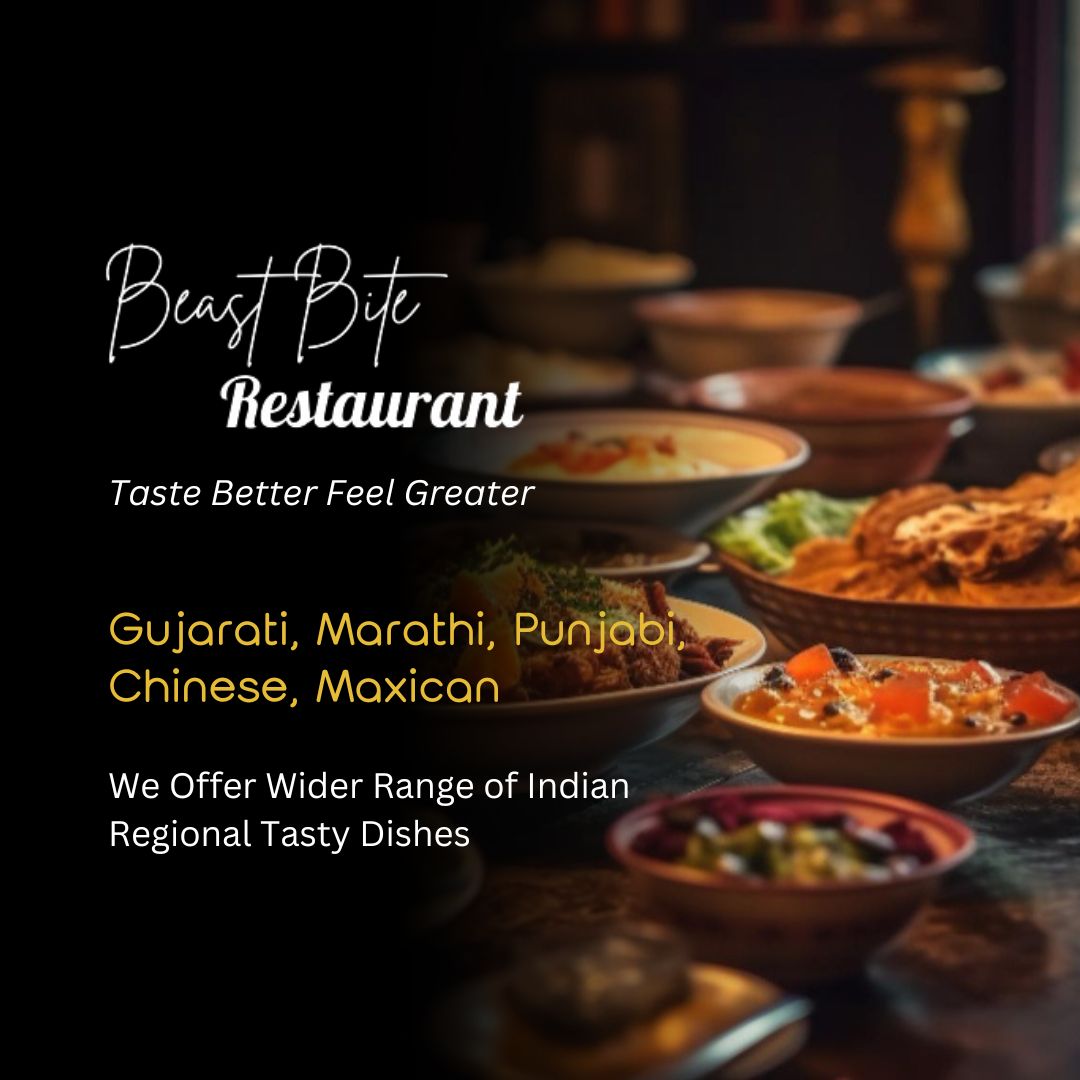 Beast Bite
Restaurant
Taste Better Feel Greater
Gujarati, Marathi, Punjabi,
Chinese, Maxican
We Offer Wider Range of Indian
Regional Tasty Dishes